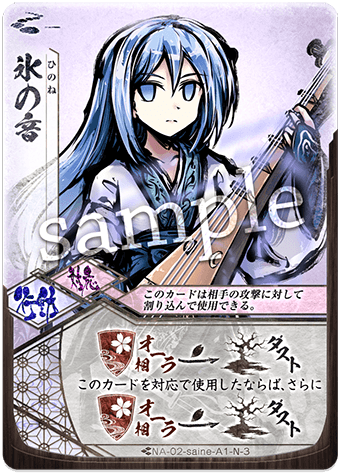 氷の音
ひのね
sample
対応
行動
このカードは相手の攻撃に対して
割り込んで使用できる。
相オーラ→ダスト
このカードを対応で使用したならば、さらに
相オーラ→ダスト
NA-02-saine-A1-N-3